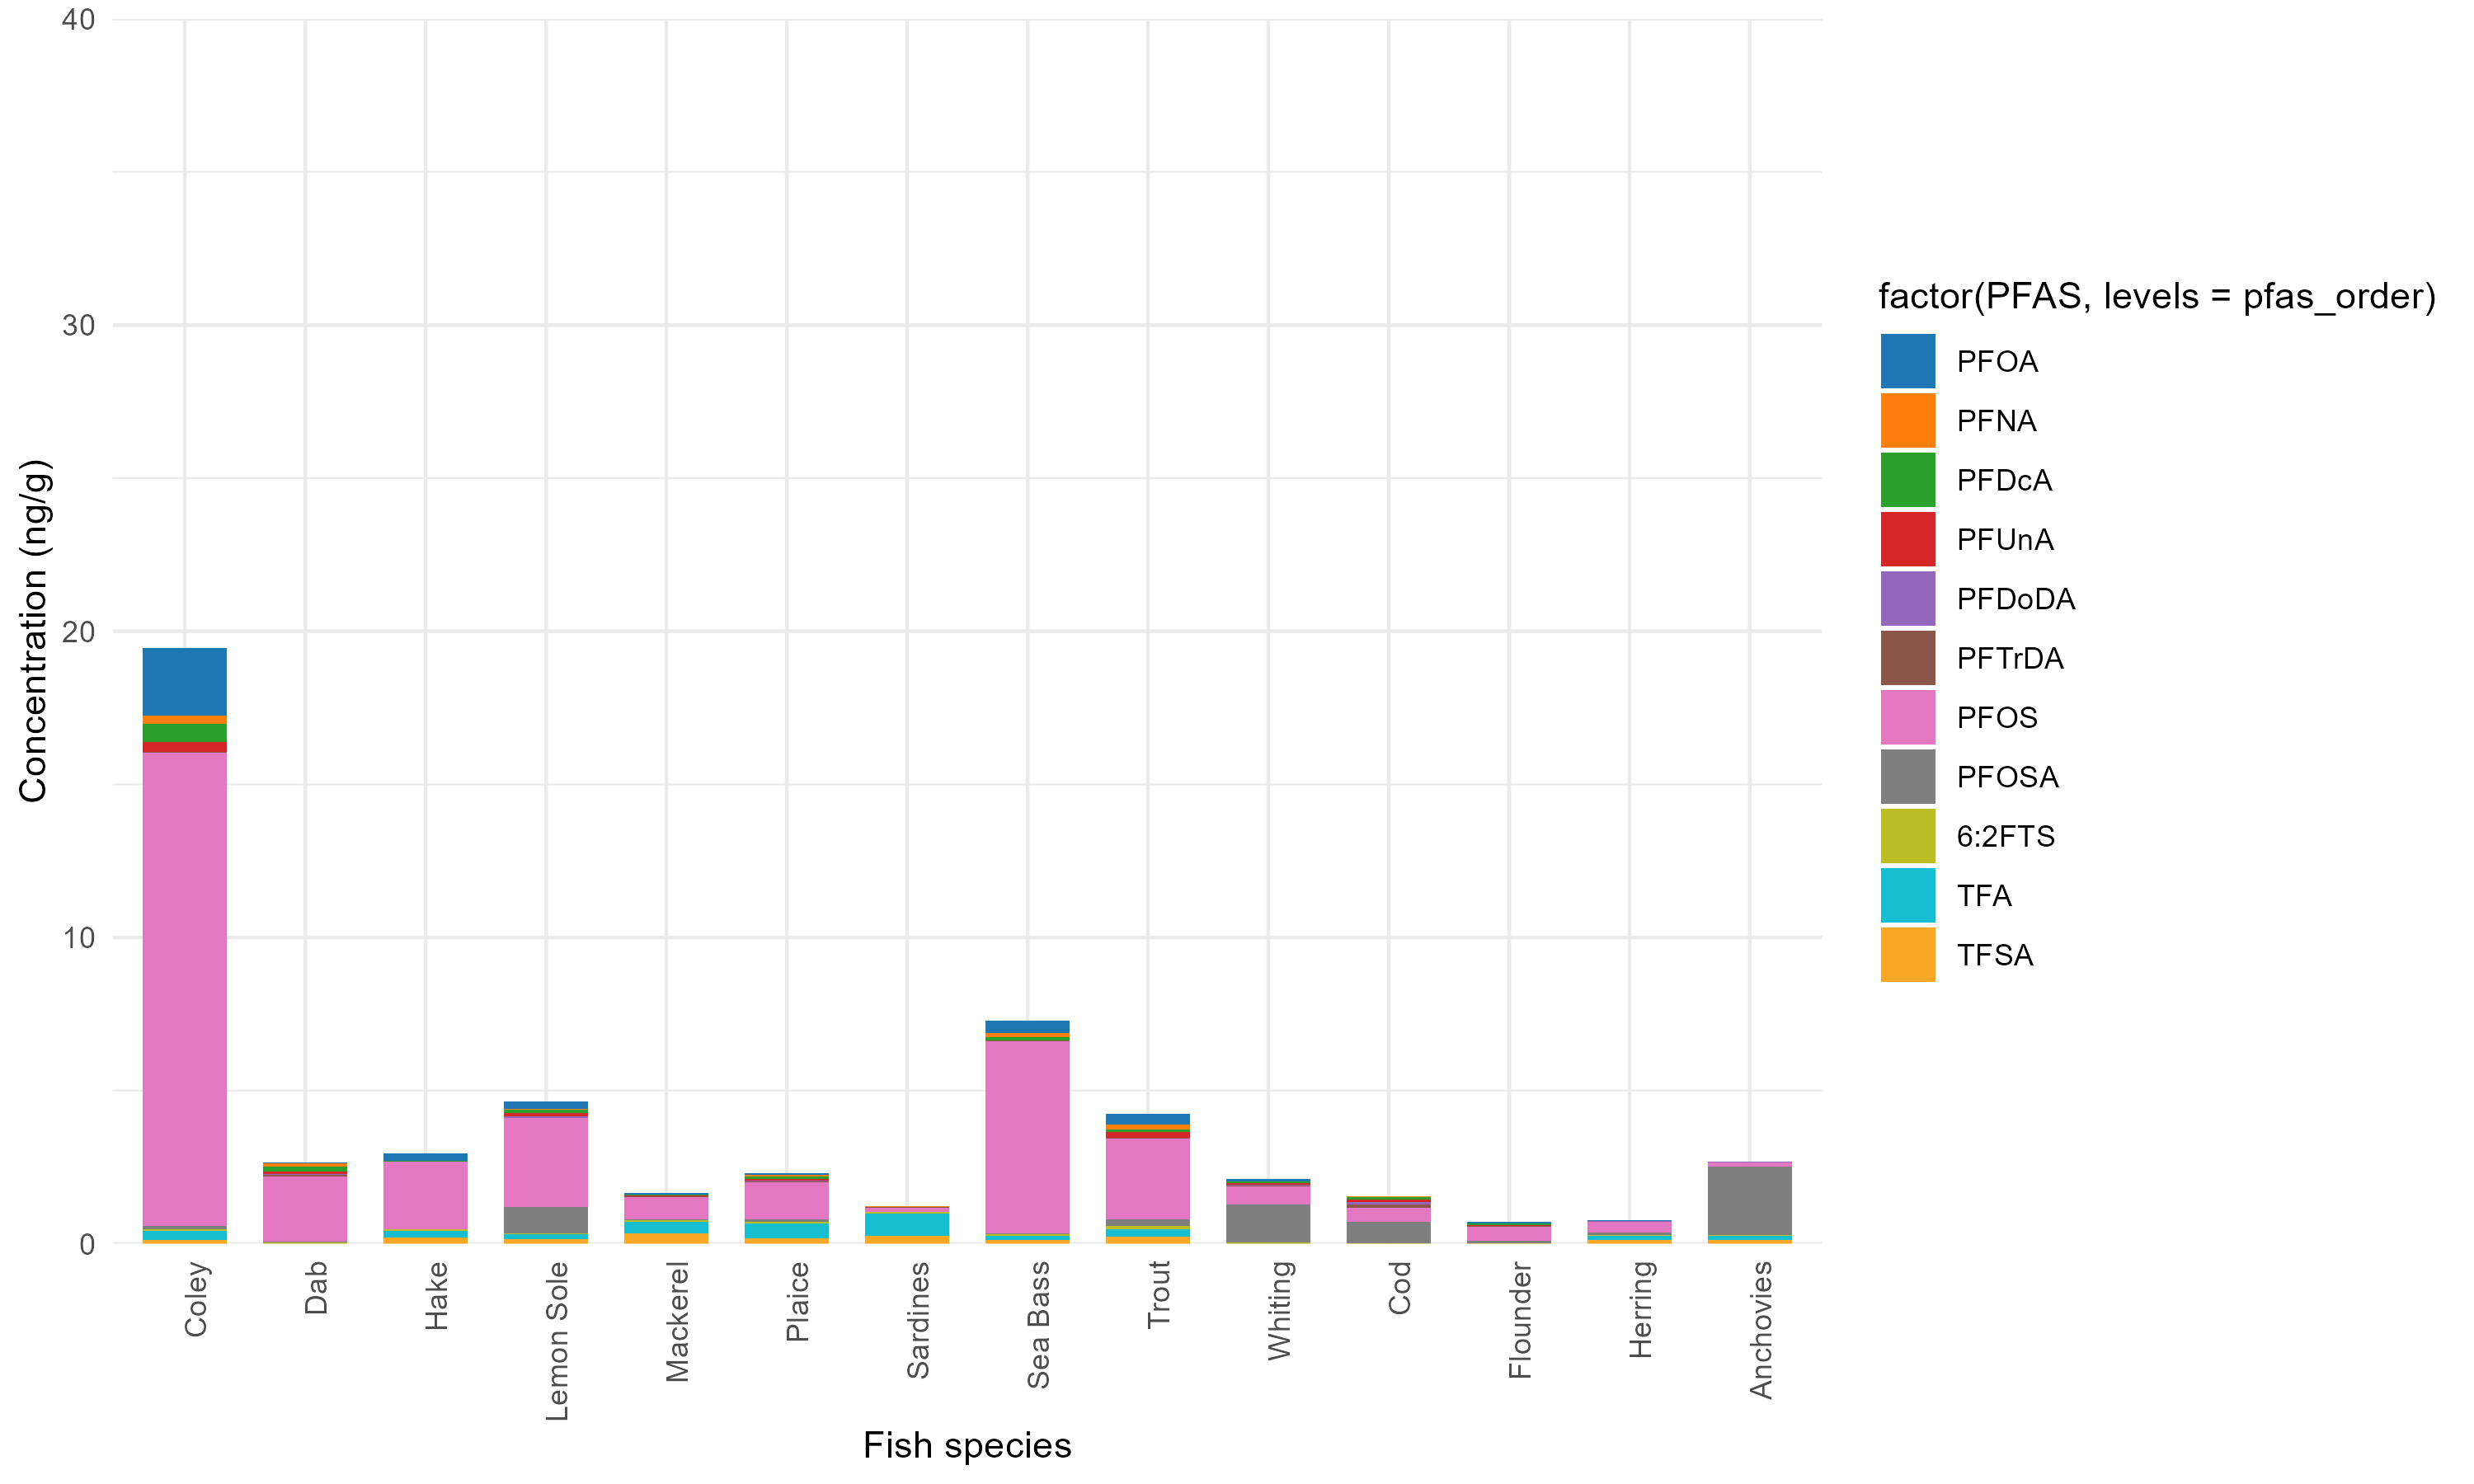 40
30
20
10
0
Concentration (ng/g)
Coley
Dab
Hake
Lemon Sole
Mackerel
Plaice
Sardines
Sea Bass
Trout
Whiting
Cod
Flounder
Herring
Anchovies
Fish species
factor(PFAS, levels = pfas_order)
PFOA
PFNA
PFDcA
PFUnA
PFDoDA
PFTrDA
PFOS
PFOSA
6:2FTS
TFA
TFSA